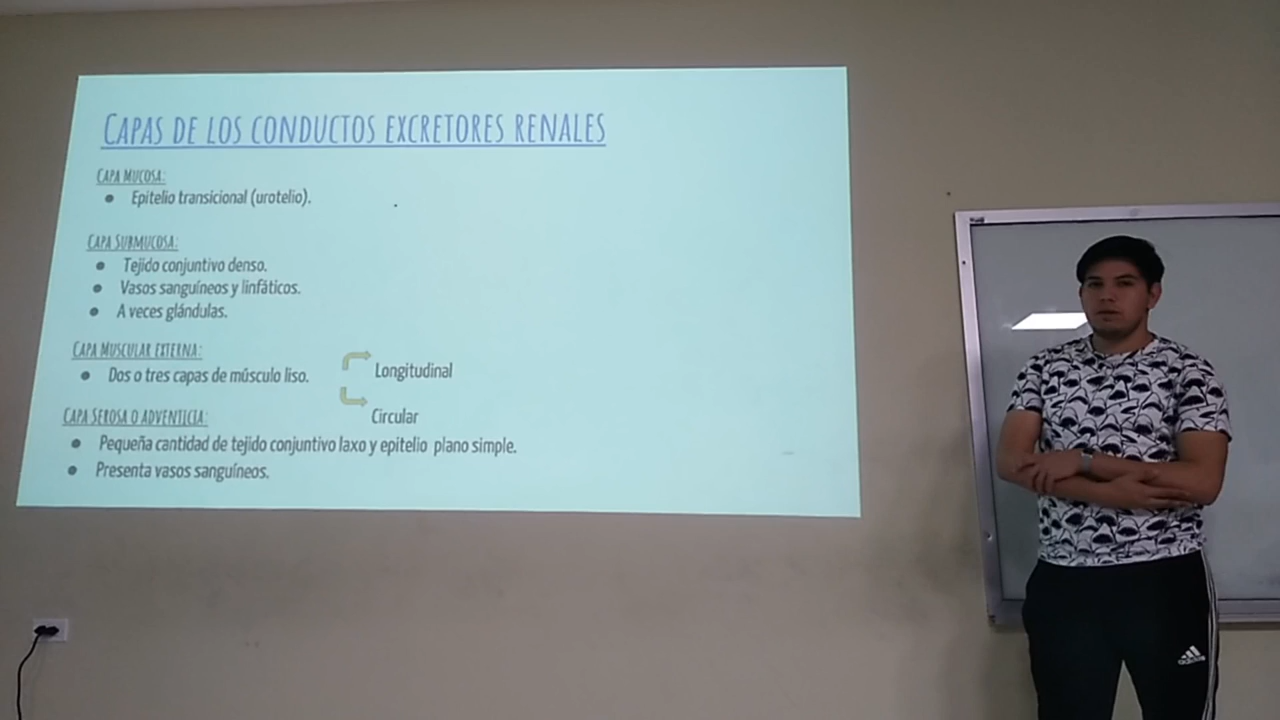 CAPAS DE LOS CONDUCTOS EXCRETORES RENALES
CAPA MUCOSA:
● Epitelio transicional (urotelio).
CAPA SUBMUCOSA:
● Tejido conjuntivo denso.
● Vasos sanguíneos y linfáticos.
● A veces glándulas.
CAPA MUSCULAR EXTERNA:
● Dos o tres capas de músculo liso.
Longitudinal
Circular
CAPA SEROSA O ADVENTICIA:
● Pequeña cantidad de tejido conjuntivo laxo y epitelio plano simple.
● Presenta vasos sanguíneos.
adidas